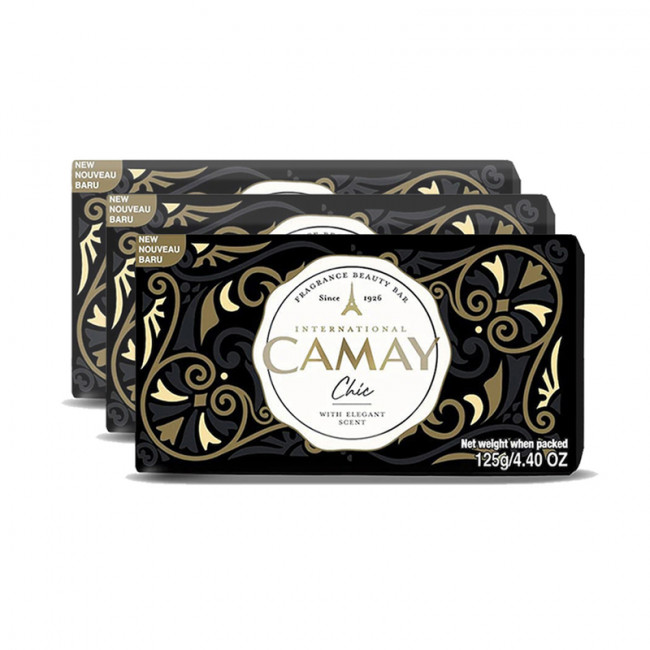 NEW
NOUVEAU
BARU
NEW
NOUVEAU
BARU
NEW
NOUVEAU
BARU
FRAGRANCE BEAUTY BAR
Since 1926
INTERNATIONAL
CAMAY
Chic
WITH ELEGANT
SCENT
Net weight when packed
125g/4.40 OZ